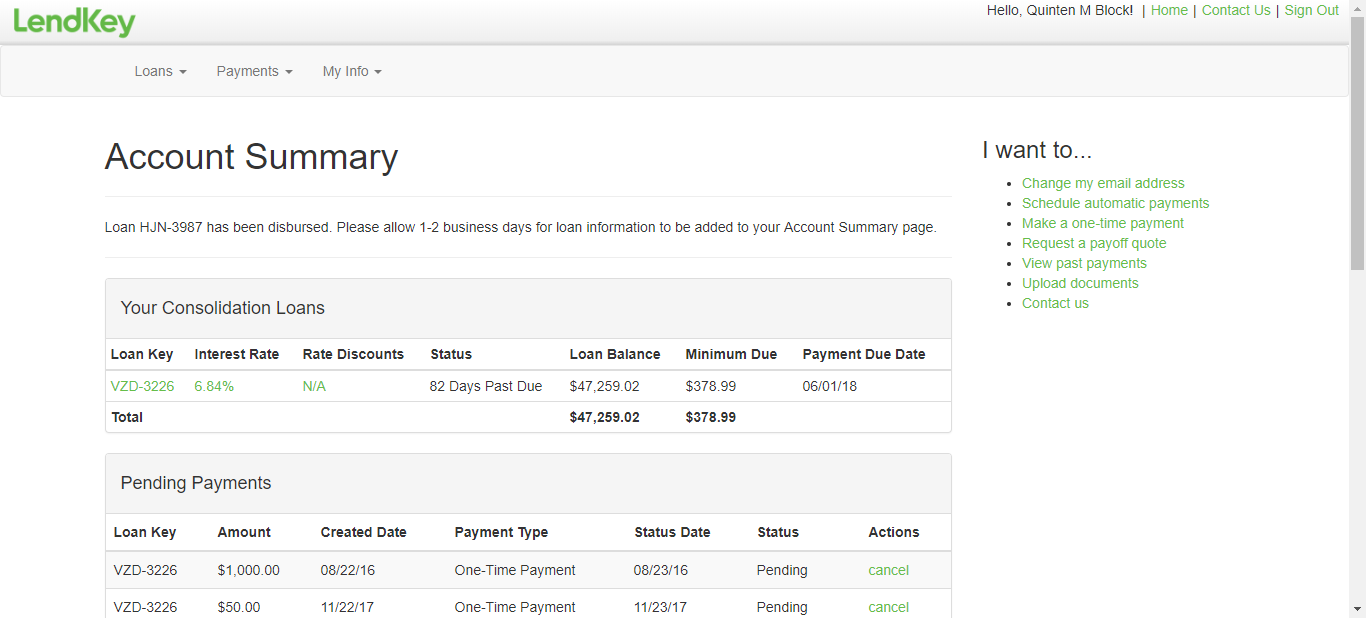 LendKey
Hello, Quinten M Block! | Home | Contact Us | Sign Out
Loans Payments My Info
Account Summary
Loan HJN-3987 has been disbursed. Please allow 1-2 business days for loan information to be added to your Account Summary page.
Your Consolidation Loans
Loan Key Interest Rate Rate Discounts Status Loan Balance Minimum Due Payment Due Date
VZD-3226 6.84% N/A 82 Days Past Due $47,259.02 $378.99 06/01/18
Total $47,259.02 $378.99
Pending Payments
Loan Key Amount Created Date Payment Type Status Date Status Actions
VZD-3226 $1,000.00 08/22/16 One-Time Payment 08/23/16 Pending cancel
VZD-3226 $50.00 11/22/17 One-Time Payment 11/23/17 Pending cancel
I want to...
Change my email address
Schedule automatic payments
Make a one-time payment
Request a payoff quote
View past payments
Upload documents
Contact us